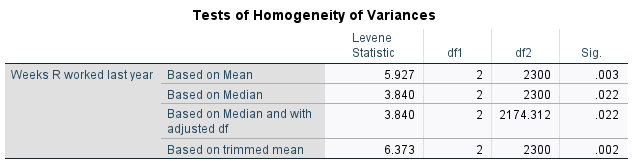 Tests of Homogeneity of Variances
Levene Statistic df1 df2 Sig.
Weeks R worked last year Based on Mean 5.927 2 2300 .003
Based on Median 3.840 2 2300 .022
Based on Median and with adjusted df 3.840 2 2174.312 .022
Based on trimmed mean 6.373 2 2300 .002